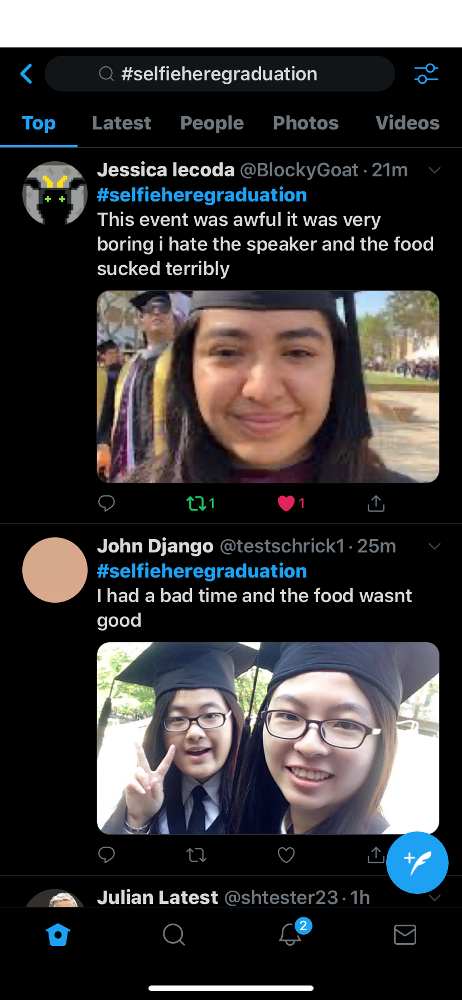 #selfieheregraduation
Top Latest People Photos Videos
Jessica lecoda @BlockyGoat · 21m
#selfieheregraduation
This event was awful it was very
boring i hate the speaker and the food
sucked terribly
1 1
John Django @testschrick1 · 25m
#selfieheregraduation
I had a bad time and the food wasnt
good
Julian Latest @shtester23 · 1h
2